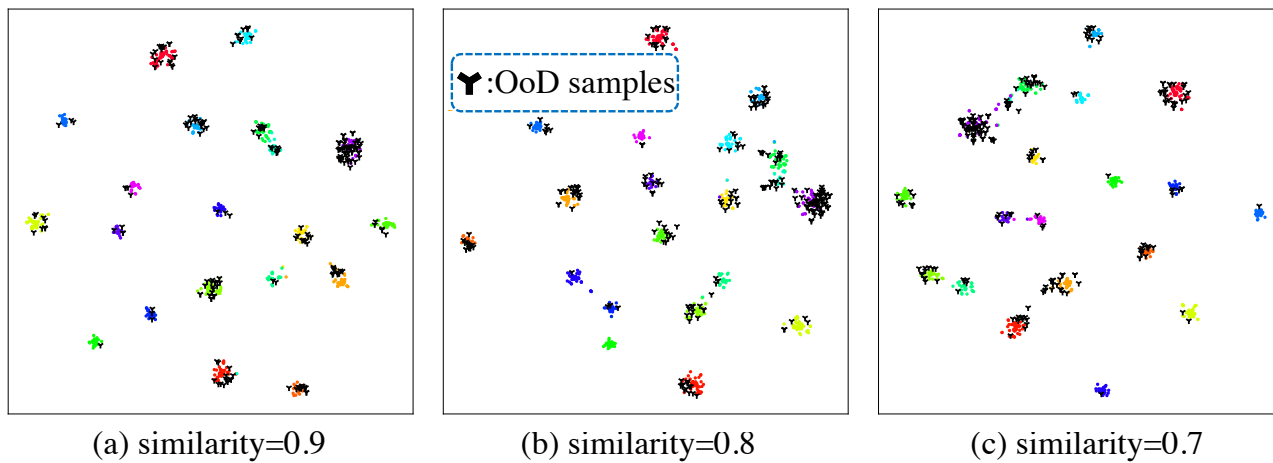 :OoD samples
(a) similarity=0.9
(b) similarity=0.8
(c) similarity=0.7